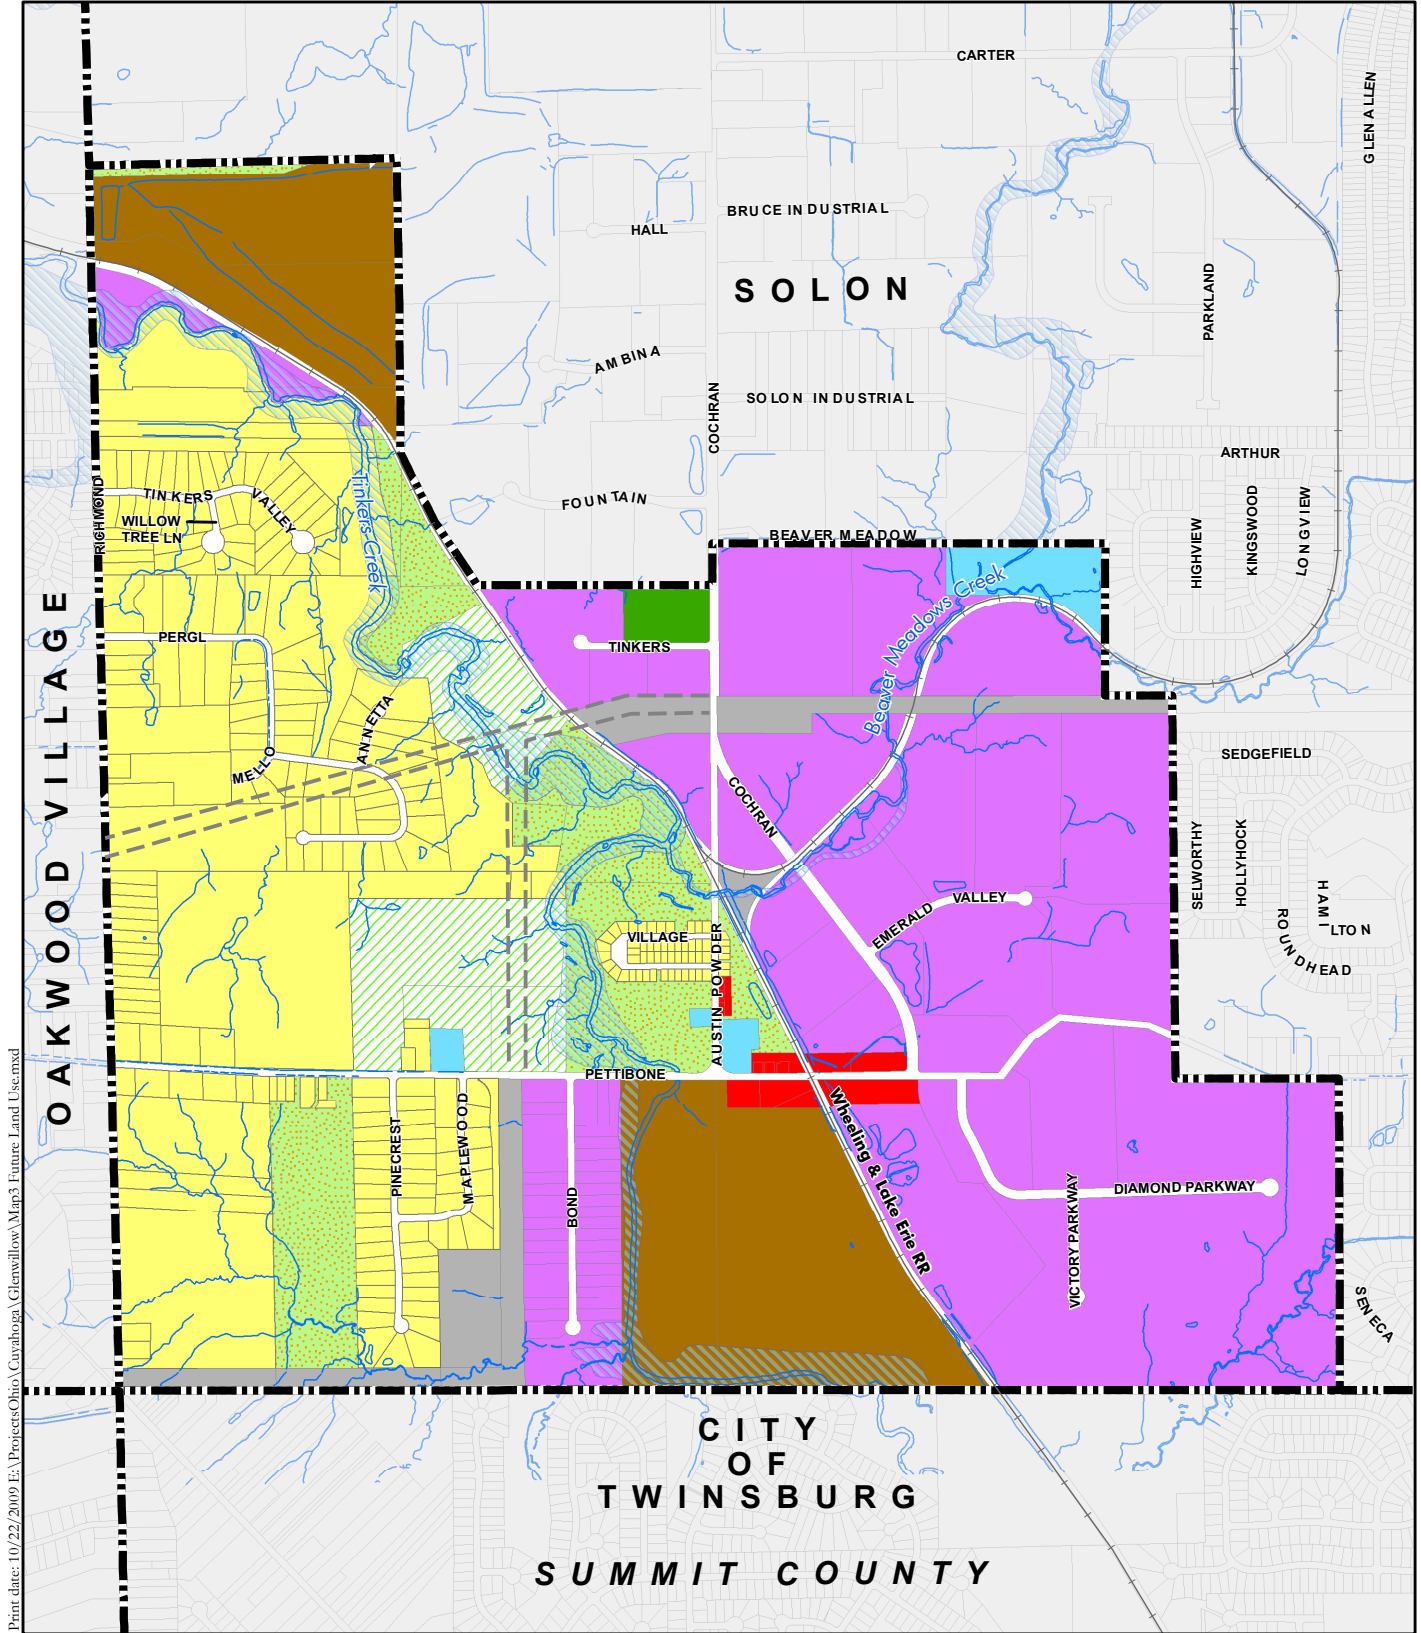 CARTER
GLENALLEN
BRUCE INDUSTRIAL
HALL
SOLON
PARKLAND
AMBINA
COCHRAN
SOLON INDUSTRIAL
ARTHUR
FOUNTAIN
RICHMOND
TINKERS
VALLEY
WILLOW
TREE LN
Tinkers Creek
BEAVER MEADOW
HIGHVIEW
KINGSWOOD
LONGVIEW
OAKWOOD VILLAGE
PERGL
TINKERS
Beaver Meadows Creek
ANNETTA
MELLO
COCHRAN
SEDGEFIELD
SELWORTHY
HOLLYHOCK
HAMILTON
ROUNDHEAD
EMERALD
VALLEY
VILLAGE
AUSTIN POWDER
PETTIBONE
PINECREST
MAPLEWOOD
BOND
Wheeling & Lake Erie RR
DIAMOND PARKWAY
VICTORY PARKWAY
SENECA
CITY
OF
TWINSBURG
SUMMIT COUNTY
Print date: 10/22/2009 E:\ProjectsOhio\Cuyahoga\Glenwillow\Map3 Future Land Use.mxd